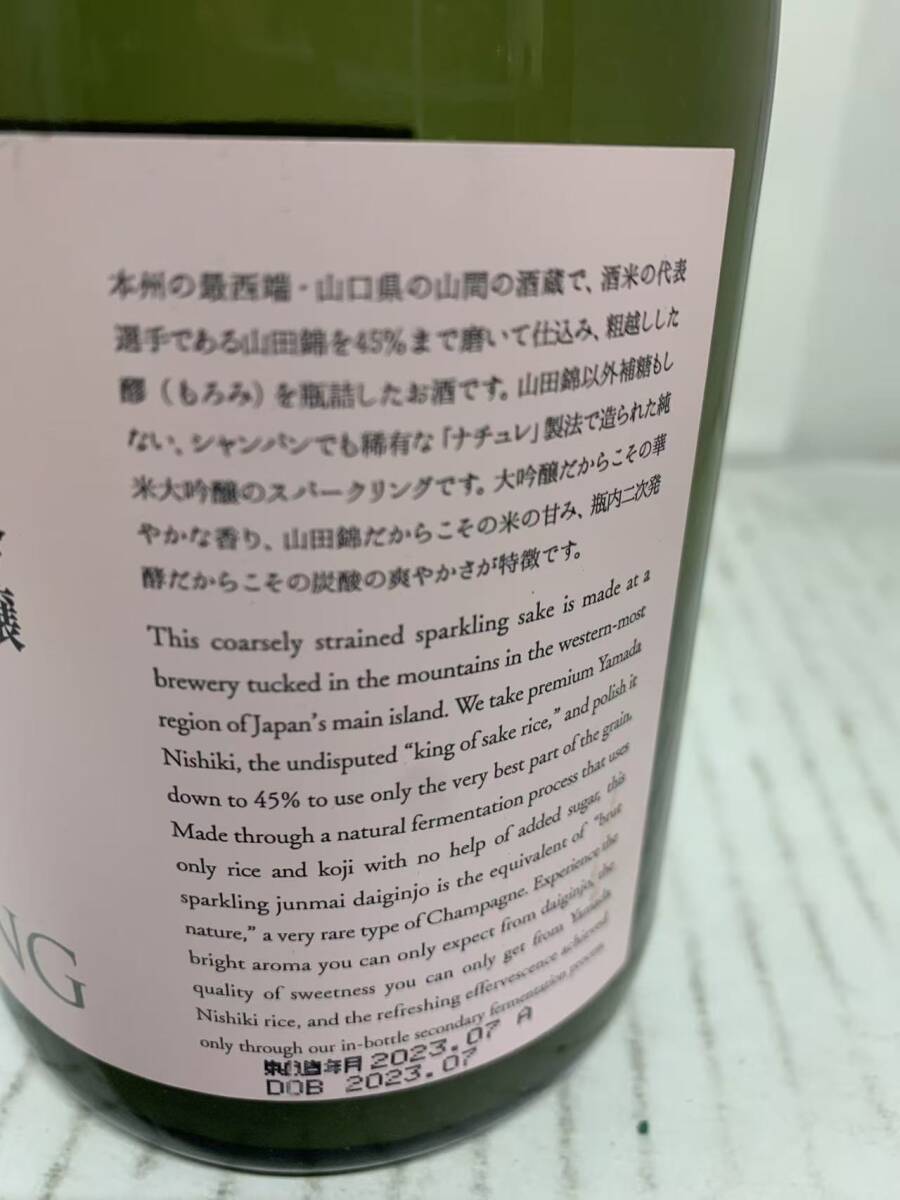 本州の最西端・山口県の山間の酒蔵で、酒米の代表
選手である山田錦を45%まで磨いて仕込み、粗越しした
醪（もろみ）を瓶詰したお酒です。山田錦以外補糖もし
ない、シャンパンでも稀有な「ナチュレ」製法で造られた純
米大吟醸のスパークリングです。大吟醸だからこその華
やかな香り、山田錦だからこその米の甘み、瓶内二次発
酵だからこその炭酸の爽やかさが特徴です。
This coarsely strained sparkling sake is made at a
brewery tucked in the mountains in the western-most
region of Japan's main island. We take premium Yamada
Nishiki, the undisputed “king of sake rice,” and polish it
down to 45% to use only the very best part of the grain.
Made through a natural fermentation process that uses
only rice and koji with no help of added sugar, this
sparkling junmai daiginjo is the equivalent of “brut
nature,” a very rare type of Champagne. Experience the
bright aroma you can only expect from daiginjo, the
quality of sweetness you can only get from Yamada
Nishiki rice, and the refreshing effervescence achieved
only through our in-bottle secondary fermentation process.
製造年月 2023.07 A
DOB 2023.07
醸
NG